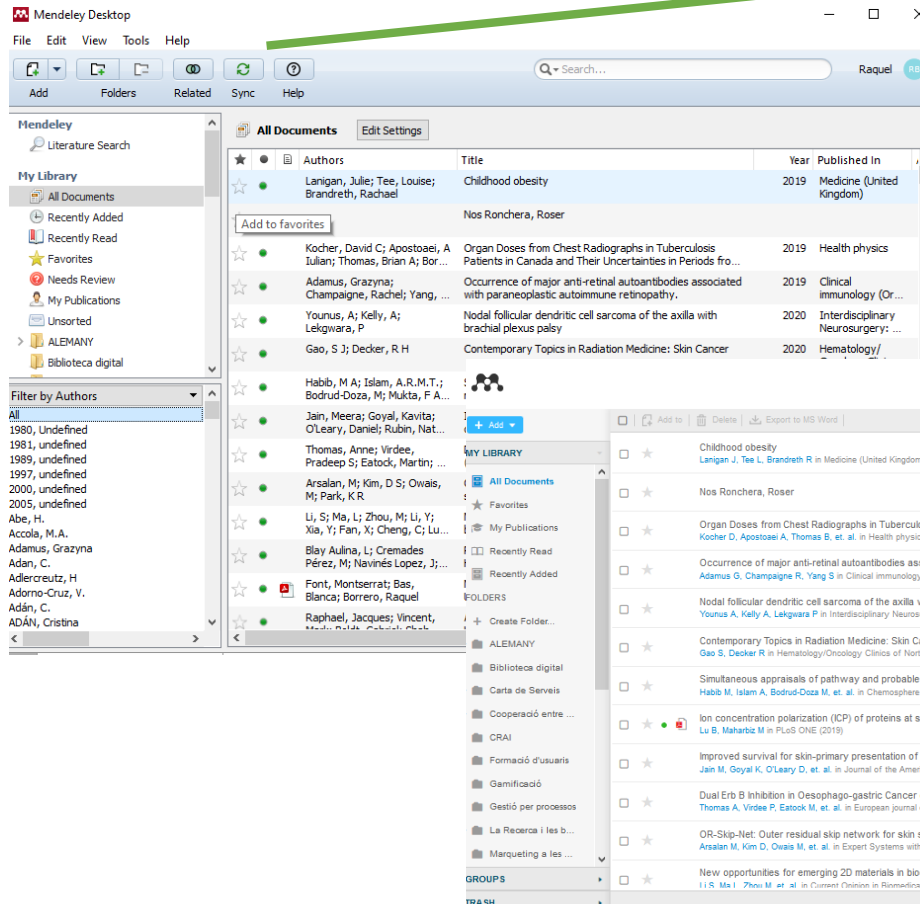 Mendeley Desktop
File Edit View Tools Help
Search...
Raquel RB
Add Folders Related Sync Help
Mendeley
Literature Search
My Library
All Documents
Recently Added
Recently Read
Favorites
Needs Review
My Publications
Unsorted
ALEMANY
Biblioteca digital
Filter by Authors
All
1980, Undefined
1981, undefined
1989, undefined
1997, undefined
2000, undefined
2005, undefined
Abe, H.
Accola, M.A.
Adamus, Grazyna
Adan, C.
Adlercreutz, H
Adorno-Cruz, V.
Adán, C.
ADÁN, Cristina
All Documents Edit Settings
Authors Title Year Published In
Lanigan, Julie; Tee, Louise; Childhood obesity 2019 Medicine (United
Brandreth, Rachael Kingdom)
Add to favorites
Nos Ronchera, Roser
Kocher, David C; Apostoaei, A Organ Doses from Chest Radiographs in Tuberculosis 2019 Health physics
Iulian; Thomas, Brian A; Bor... Patients in Canada and Their Uncertainties in Periods fro...
Adamus, Grazyna; Occurrence of major anti-retinal autoantibodies associated 2019 Clinical
Champaigne, Rachel; Yang, ... with paraneoplastic autoimmune retinopathy. immunology (Or...
Younus, A; Kelly, A; Nodal follicular dendritic cell sarcoma of the axilla with 2020 Interdisciplinary
Lekgwara, P brachial plexus palsy Neurosurgery: ...
Gao, S J; Decker, R H Contemporary Topics in Radiation Medicine: Skin Cancer 2020 Hematology/
Habib, M A; Islam, A.R.M.T.;
Bodrud-Doza, M; Mukta, F A...
Jain, Meera; Goyal, Kavita;
O'Leary, Daniel; Rubin, Nat...
Thomas, Anne; Virdee,
Pradeep S; Eatock, Martin; ...
Arsalan, M; Kim, D S; Owais,
M; Park, K R
Li, S; Ma, L; Zhou, M; Li, Y;
Xia, Y; Fan, X; Cheng, C; Lu...
Blay Aulina, L; Cremades
Pérez, M; Navinés Lopez, J;...
Font, Montserrat; Bas,
Blanca; Borrero, Raquel
Raphael, Jacques; Vincent,
+ Add
MY LIBRARY
All Documents
Favorites
My Publications
Recently Read
Recently Added
FOLDERS
+ Create Folder...
ALEMANY
Biblioteca digital
Carta de Serveis
Cooperació entre ...
CRAI
Formació d'usuaris
Gamificació
Gestió per processos
La Recerca i les b...
Marqueting a les ...
GROUPS
TRASH
Add to Delete Export to MS Word
Childhood obesity
Lanigan J, Tee L, Brandreth R in Medicine (United Kingdom
Nos Ronchera, Roser
Organ Doses from Chest Radiographs in Tubercul
Kocher D, Apostoaei A, Thomas B, et. al. in Health physic
Occurrence of major anti-retinal autoantibodies ass
Adamus G, Champaigne R, Yang S in Clinical immunology
Nodal follicular dendritic cell sarcoma of the axilla
Younus A, Kelly A, Lekgwara P in Interdisciplinary Neuros
Contemporary Topics in Radiation Medicine: Skin C
Gao S, Decker R in Hematology/Oncology Clinics of Nort
Simultaneous appraisals of pathway and probable
Habib M, Islam A, Bodrud-Doza M, et. al. in Chemosphere
Ion concentration polarization (ICP) of proteins at s
Lu B, Maharbiz M in PLoS ONE (2019)
Improved survival for skin-primary presentation of
Jain M, Goyal K, O'Leary D, et. al. in Journal of the Amer
Dual Erb B Inhibition in Oesophago-gastric Cancer
Thomas A, Virdee P, Eatock M, et. al. in European journal
OR-Skip-Net: Outer residual skip network for skin
Arsalan M, Kim D, Owais M, et. al. in Expert Systems with
New opportunities for emerging 2D materials in bio
Li S, Ma L, Zhou M, et. al. in Current Opinion in Biomedica